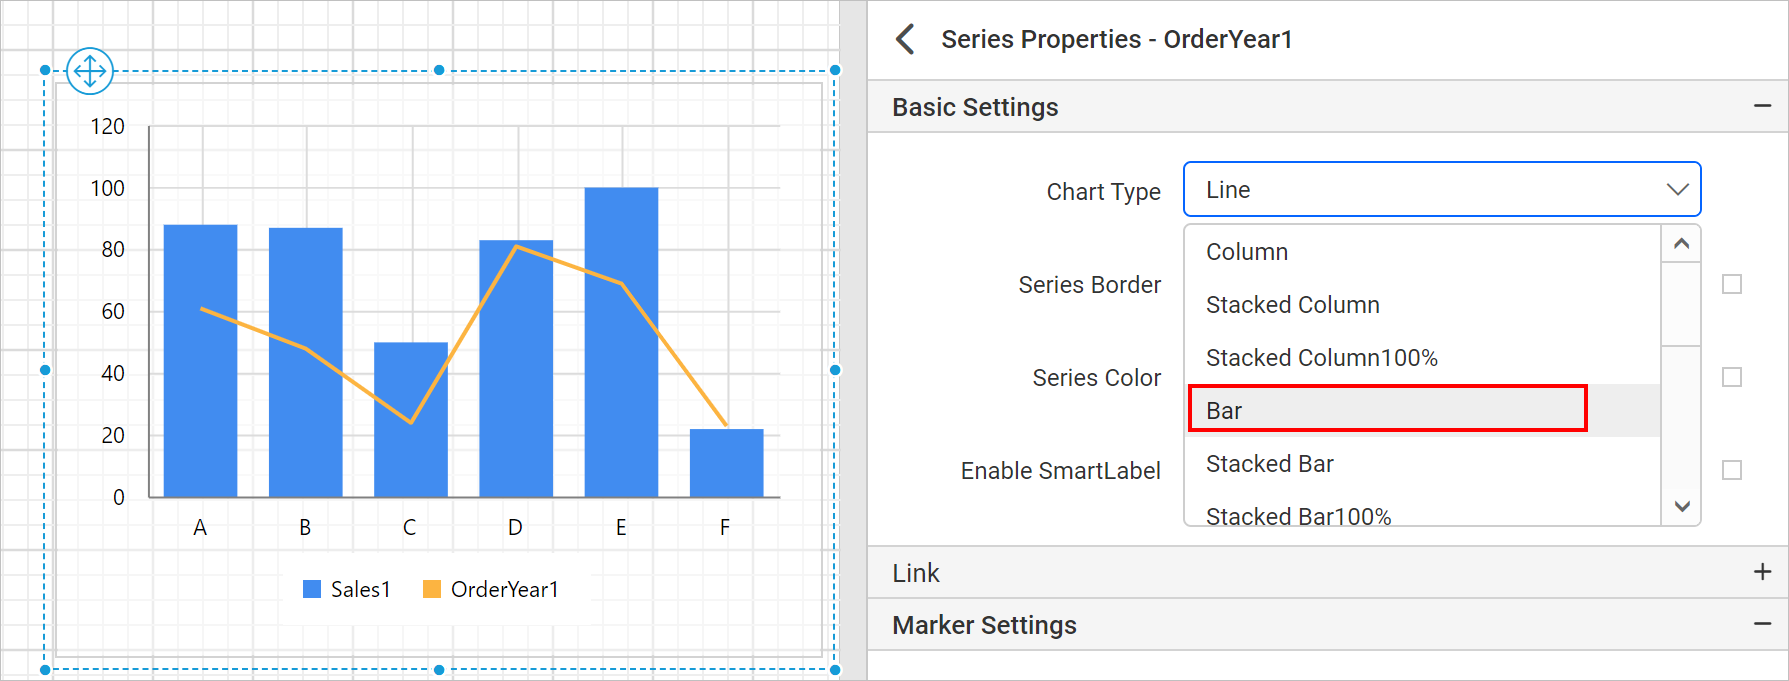 120
100
80
60
40
20
0
A B C D E F
Sales1 OrderYear1
Series Properties - OrderYear1
Basic Settings
Chart Type Line
Column
Series Border
Stacked Column
Stacked Column100%
Series Color
Bar
Enable SmartLabel
Stacked Bar
Stacked Bar100%
Link
Marker Settings